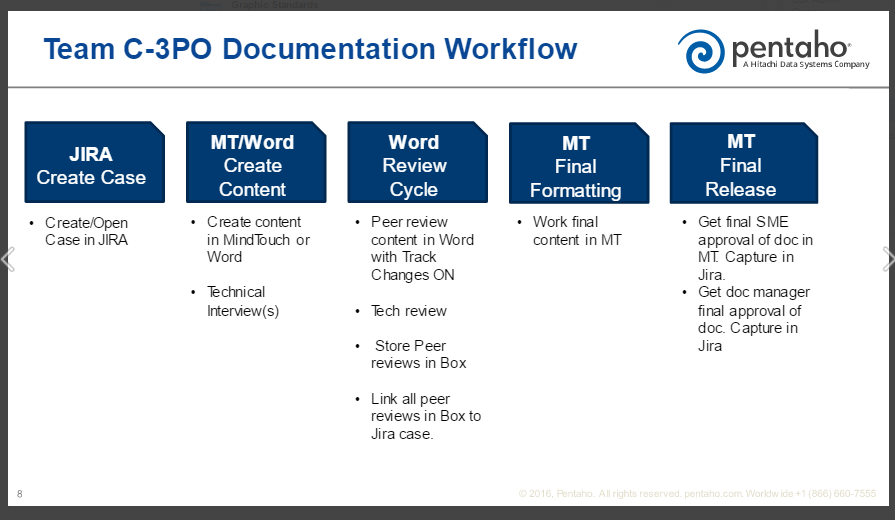 Graphic Standards
Team C-3PO Documentation Workflow
pentaho®
A Hitachi Data Systems Company
JIRA
Create Case
MT/Word
Create
Content
Word
Review
Cycle
MT
Final
Formatting
MT
Final
Release
• Create/Open
Case in JIRA
• Create content
in MindTouch or
Word
• Technical
Interview(s)
• Peer review
content in Word
with Track
Changes ON
• Tech review
• Store Peer
reviews in Box
• Link all peer
reviews in Box to
Jira case.
• Work final
content in MT
• Get final SME
approval of doc in
MT. Capture in
Jira.
• Get doc manager
final approval of
doc. Capture in
Jira
8
© 2016, Pentaho. All rights reserved. pentaho.com. Worldwide +1 (866) 660-7555